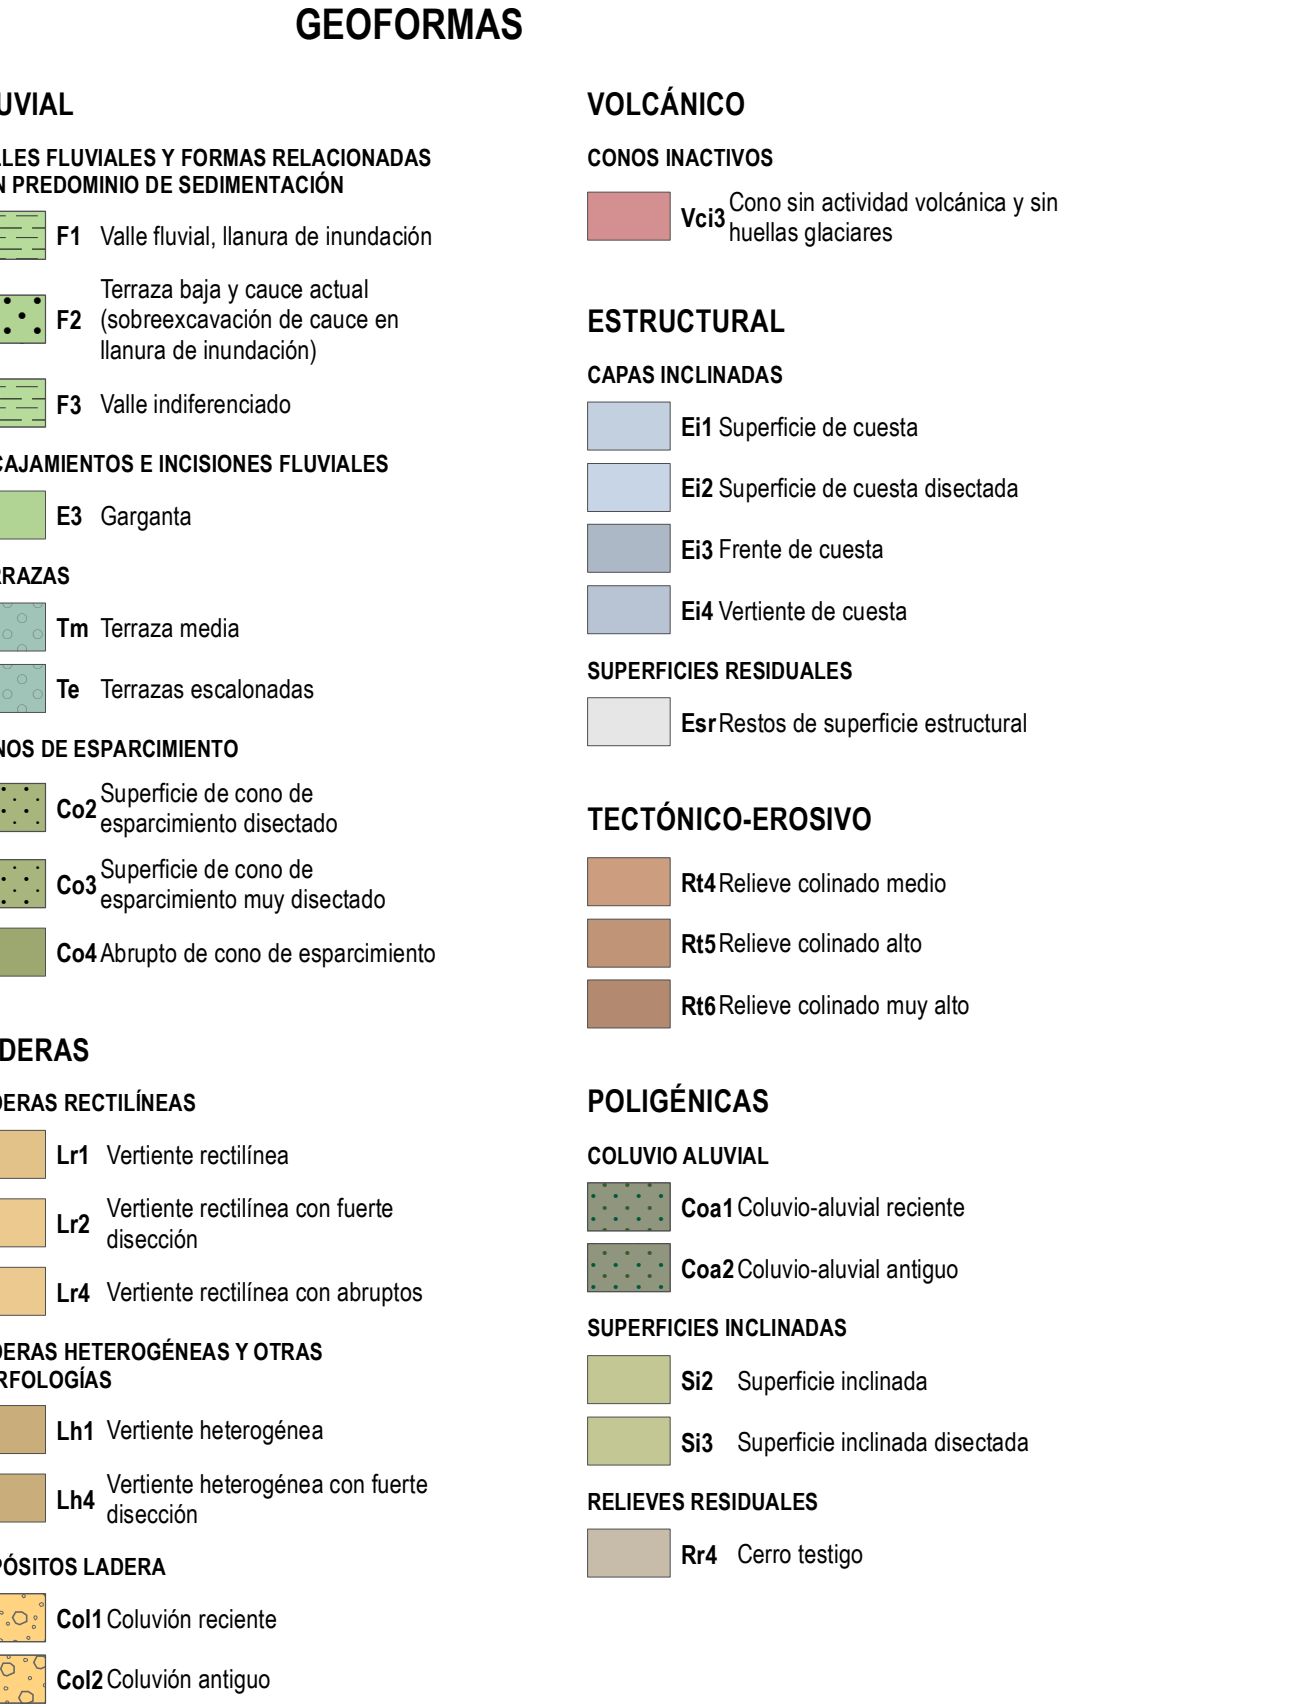 GEOFORMAS
UVIAL
LLES FLUVIALES Y FORMAS RELACIONADAS
N PREDOMINIO DE SEDIMENTACIÓN
F1 Valle fluvial, llanura de inundación
F2 Terraza baja y cauce actual
(sobreexcavación de cauce en
llanura de inundación)
F3 Valle indiferenciado
CAJAMIENTOS E INCISIONES FLUVIALES
E3 Garganta
RRAZAS
Tm Terraza media
Te Terrazas escalonadas
NOS DE ESPARCIMIENTO
Co2 Superficie de cono de
esparcimiento disectado
Co3 Superficie de cono de
esparcimiento muy disectado
Co4 Abrupto de cono de esparcimiento
DERAS
DERAS RECTILÍNEAS
Lr1 Vertiente rectilínea
Lr2 Vertiente rectilínea con fuerte
disección
Lr4 Vertiente rectilínea con abruptos
DERAS HETEROGÉNEAS Y OTRAS
RFOLOGÍAS
Lh1 Vertiente heterogénea
Lh4 Vertiente heterogénea con fuerte
disección
PÓSITOS LADERA
Col1 Coluvión reciente
Col2 Coluvión antiguo
VOLCÁNICO
CONOS INACTIVOS
Vci3 Cono sin actividad volcánica y sin
huellas glaciares
ESTRUCTURAL
CAPAS INCLINADAS
Ei1 Superficie de cuesta
Ei2 Superficie de cuesta disectada
Ei3 Frente de cuesta
Ei4 Vertiente de cuesta
SUPERFICIES RESIDUALES
Esr Restos de superficie estructural
TECTÓNICO-EROSIVO
Rt4 Relieve colinado medio
Rt5 Relieve colinado alto
Rt6 Relieve colinado muy alto
POLIGÉNICAS
COLUVIO ALUVIAL
Coa1 Coluvio-aluvial reciente
Coa2 Coluvio-aluvial antiguo
SUPERFICIES INCLINADAS
Si2 Superficie inclinada
Si3 Superficie inclinada disectada
RELIEVES RESIDUALES
Rr4 Cerro testigo